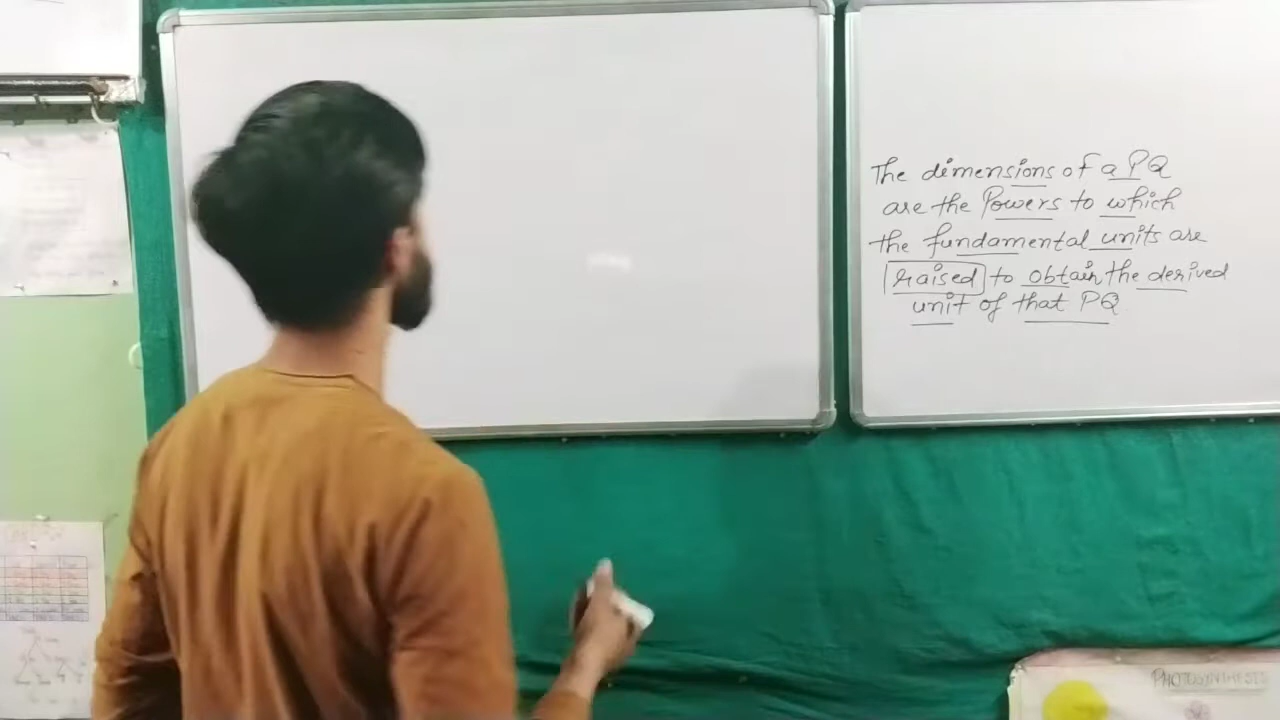 The dimensions of a PQ
are the Powers to which
the fundamental units are
raised to obtain the derived
unit of that PQ
PHOTOSYNTHESIS